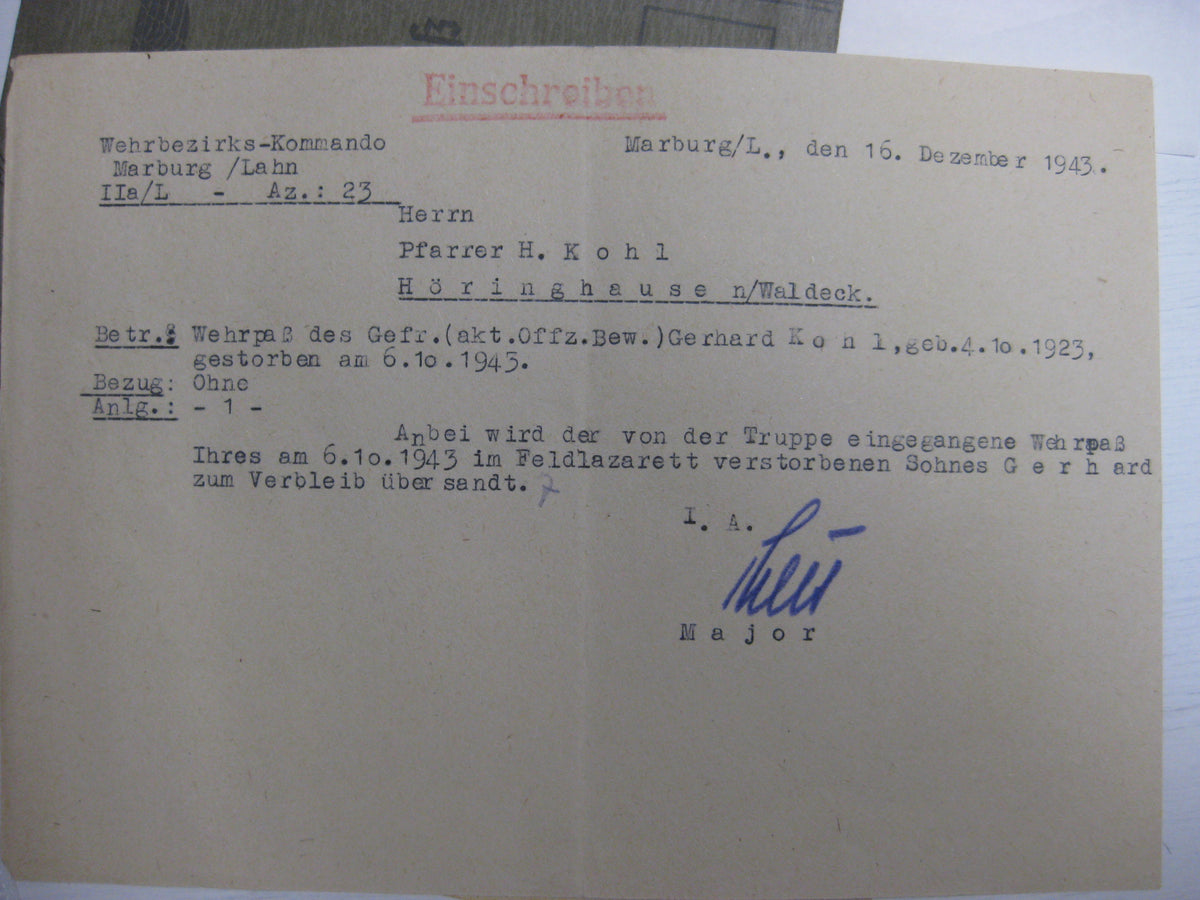 Einschreiben
Wehrbezirks-Kommando
Marburg/L., den 16. Dezember 1943.
Marburg /Lahn
IIa/L - Az.: 23
Herrn
Pfarrer H. K o h l
H ö r i n g h a u s e n/Waldeck.
Betr.: Wehrpaß des Gefr.(akt.Offz.Bew.)Gerhard K o h l,geb.4.10.1923,
gestorben am 6.10.1943.
Bezug: Ohne
Anlg.: - 1 -
Anbei wird der von der Truppe eingegangene Wehrpaß
Ihres am 6.10.1943 im Feldlazarett verstorbenen Sohnes G e r h ard
zum Verbleib übersandt.
I. A.
M a j o r